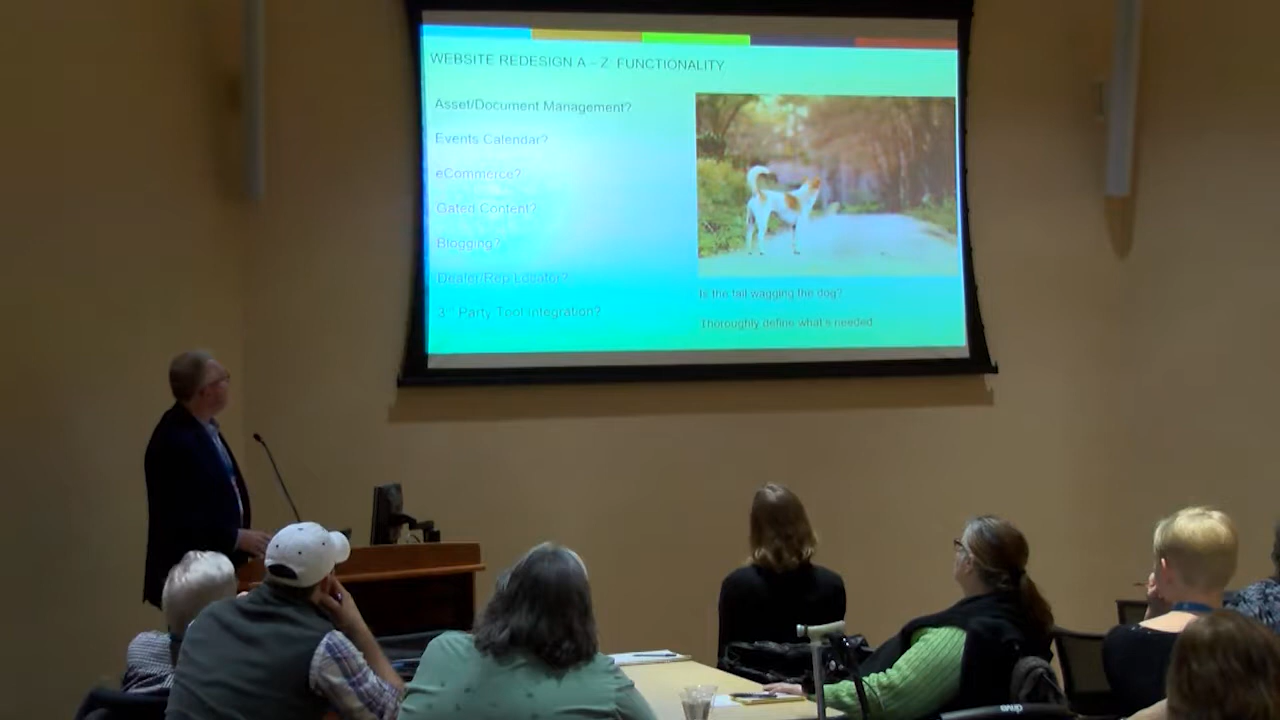 WEBSITE REDESIGN A – Z: FUNCTIONALITY
Asset/Document Management?
Events Calendar?
eCommerce?
Gated Content?
Blogging?
Dealer/Rep Locator?
3rd Party Tool Integration?
Is the tail wagging the dog?
Thoroughly define what's needed
drive